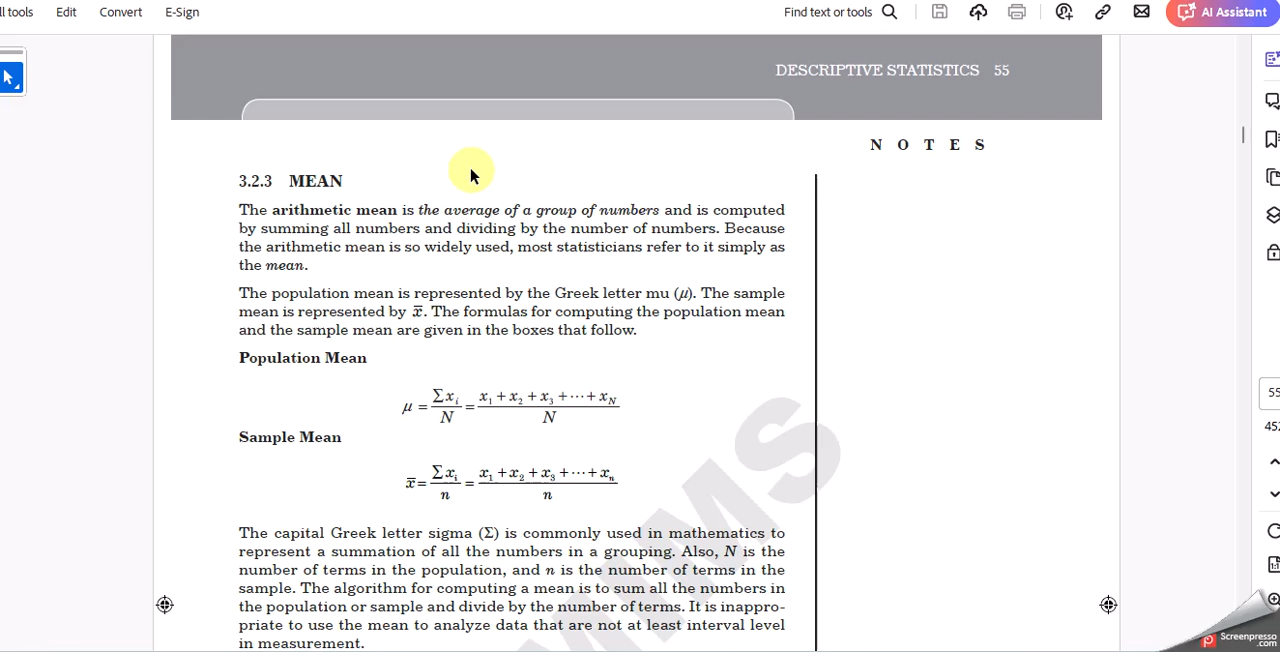 ll tools Edit Convert E-Sign Find text or tools AI Assistant
DESCRIPTIVE STATISTICS 55
N O T E S
3.2.3 MEAN
The arithmetic mean is the average of a group of numbers and is computed
by summing all numbers and dividing by the number of numbers. Because
the arithmetic mean is so widely used, most statisticians refer to it simply as
the mean.
The population mean is represented by the Greek letter mu (μ). The sample
mean is represented by x̅. The formulas for computing the population mean
and the sample mean are given in the boxes that follow.
Population Mean
μ = Σxᵢ / N = x₁ + x₂ + x₃ + ⋯ + x_N / N
Sample Mean
x̅ = Σxᵢ / n = x₁ + x₂ + x₃ + ⋯ + xₙ / n
The capital Greek letter sigma (Σ) is commonly used in mathematics to
represent a summation of all the numbers in a grouping. Also, N is the
number of terms in the population, and n is the number of terms in the
sample. The algorithm for computing a mean is to sum all the numbers in
the population or sample and divide by the number of terms. It is inappro-
priate to use the mean to analyze data that are not at least interval level
in measurement.
MIMS
55
452
Screenpresso
.com